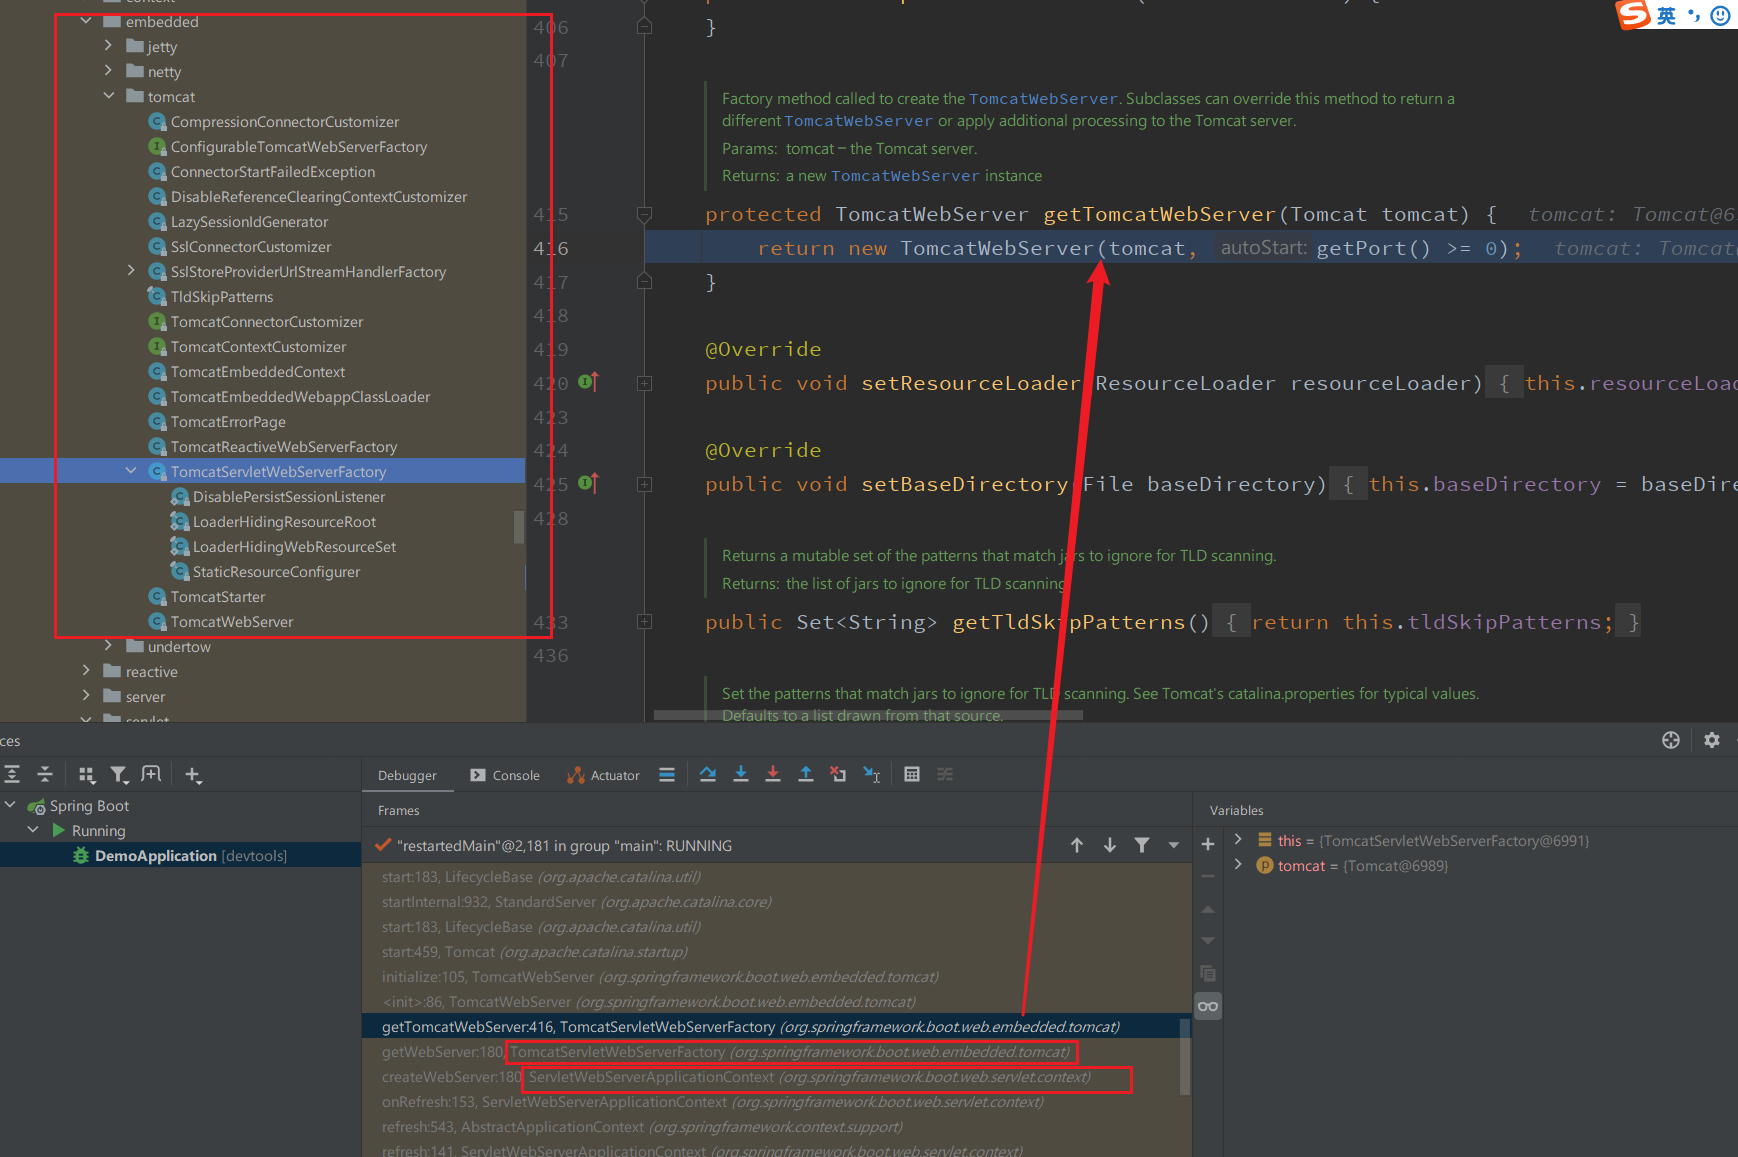 context
embedded
jetty
netty
tomcat
CompressionConnectorCustomizer
ConfigurableTomcatWebServerFactory
ConnectorStartFailedException
DisableReferenceClearingContextCustomizer
LazySessionIdGenerator
SslConnectorCustomizer
SslStoreProviderUrlStreamHandlerFactory
TldSkipPatterns
TomcatConnectorCustomizer
TomcatContextCustomizer
TomcatEmbeddedContext
TomcatEmbeddedWebappClassLoader
TomcatErrorPage
TomcatReactiveWebServerFactory
TomcatServletWebServerFactory
DisablePersistSessionListener
LoaderHidingResourceRoot
LoaderHidingWebResourceSet
StaticResourceConfigurer
TomcatStarter
TomcatWebServer
undertow
reactive
server
servlet
406 }
407
Factory method called to create the TomcatWebServer. Subclasses can override this method to return a
different TomcatWebServer or apply additional processing to the Tomcat server.
Params: tomcat – the Tomcat server.
Returns: a new TomcatWebServer instance
415 protected TomcatWebServer getTomcatWebServer(Tomcat tomcat) { tomcat: Tomcat@6
416 return new TomcatWebServer(tomcat, autoStart: getPort() >= 0); tomcat: Tomcat
417 }
418
419 @Override
420 public void setResourceLoader(ResourceLoader resourceLoader) { this.resourceLoad
423
424 @Override
425 public void setBaseDirectory(File baseDirectory) { this.baseDirectory = baseDire
428
Returns a mutable set of the patterns that match jars to ignore for TLD scanning.
Returns: the list of jars to ignore for TLD scanning
433 public Set<String> getTldSkipPatterns() { return this.tldSkipPatterns; }
436
Set the patterns that match jars to ignore for TLD scanning. See Tomcat's catalina.properties for typical values.
Defaults to a list drawn from that source.
英
ces
Spring Boot
Running
DemoApplication [devtools]
Debugger Console Actuator
Frames
"restartedMain"@2,181 in group "main": RUNNING
start:183, LifecycleBase (org.apache.catalina.util)
startInternal:932, StandardServer (org.apache.catalina.core)
start:183, LifecycleBase (org.apache.catalina.util)
start:459, Tomcat (org.apache.catalina.startup)
initialize:105, TomcatWebServer (org.springframework.boot.web.embedded.tomcat)
<init>:86, TomcatWebServer (org.springframework.boot.web.embedded.tomcat)
getTomcatWebServer:416, TomcatServletWebServerFactory (org.springframework.boot.web.embedded.tomcat)
getWebServer:180, TomcatServletWebServerFactory (org.springframework.boot.web.embedded.tomcat)
createWebServer:180, ServletWebServerApplicationContext (org.springframework.boot.web.servlet.context)
onRefresh:153, ServletWebServerApplicationContext (org.springframework.boot.web.servlet.context)
refresh:543, AbstractApplicationContext (org.springframework.context.support)
refresh:141, ServletWebServerApplicationContext (org.springframework.boot.web.servlet.context)
Variables
this = {TomcatServletWebServerFactory@6991}
tomcat = {Tomcat@6989}